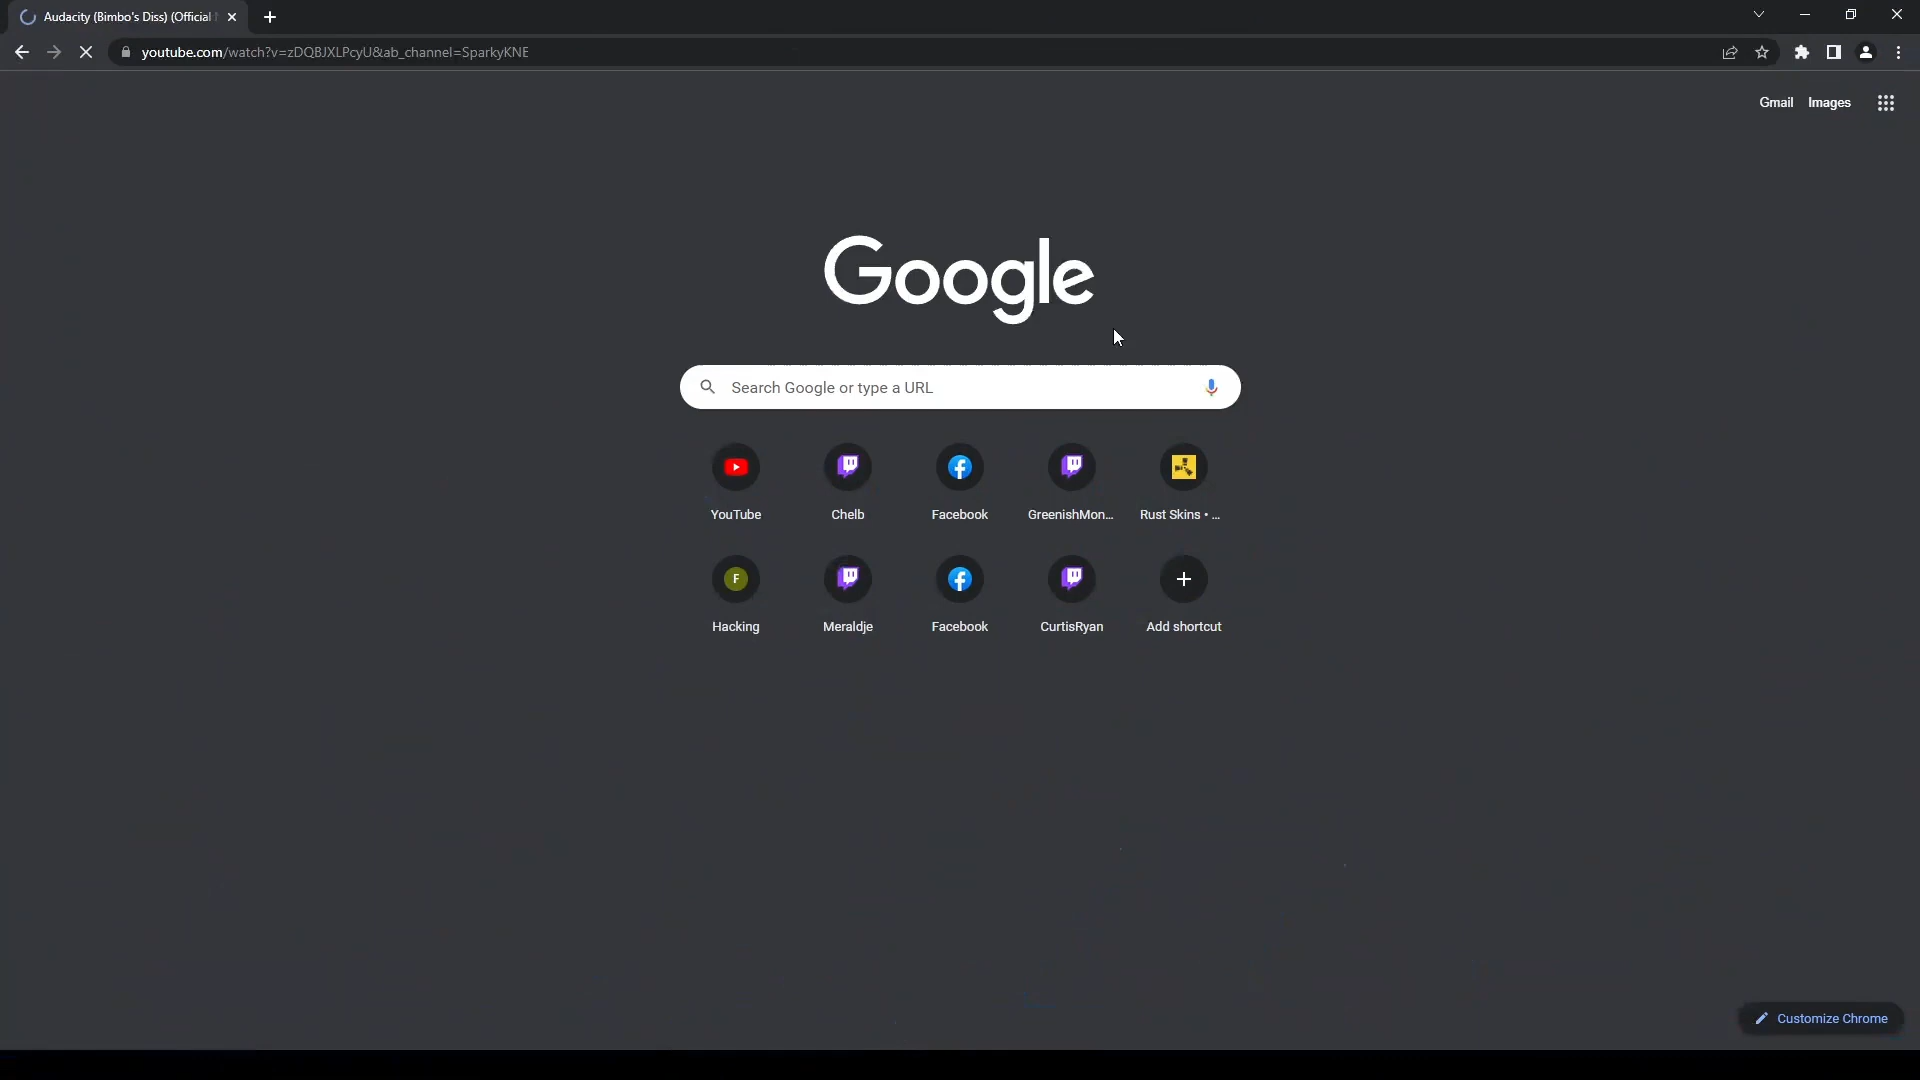 Audacity (Bimbo's Diss) (Official
youtube.com/watch?v=zDQBJXLPcyU&ab_channel=SparkyKNE
Gmail Images
Google
Search Google or type a URL
YouTube Chelb Facebook GreenishMon... Rust Skins • ...
F
Hacking Meraldje Facebook CurtisRyan Add shortcut
Customize Chrome